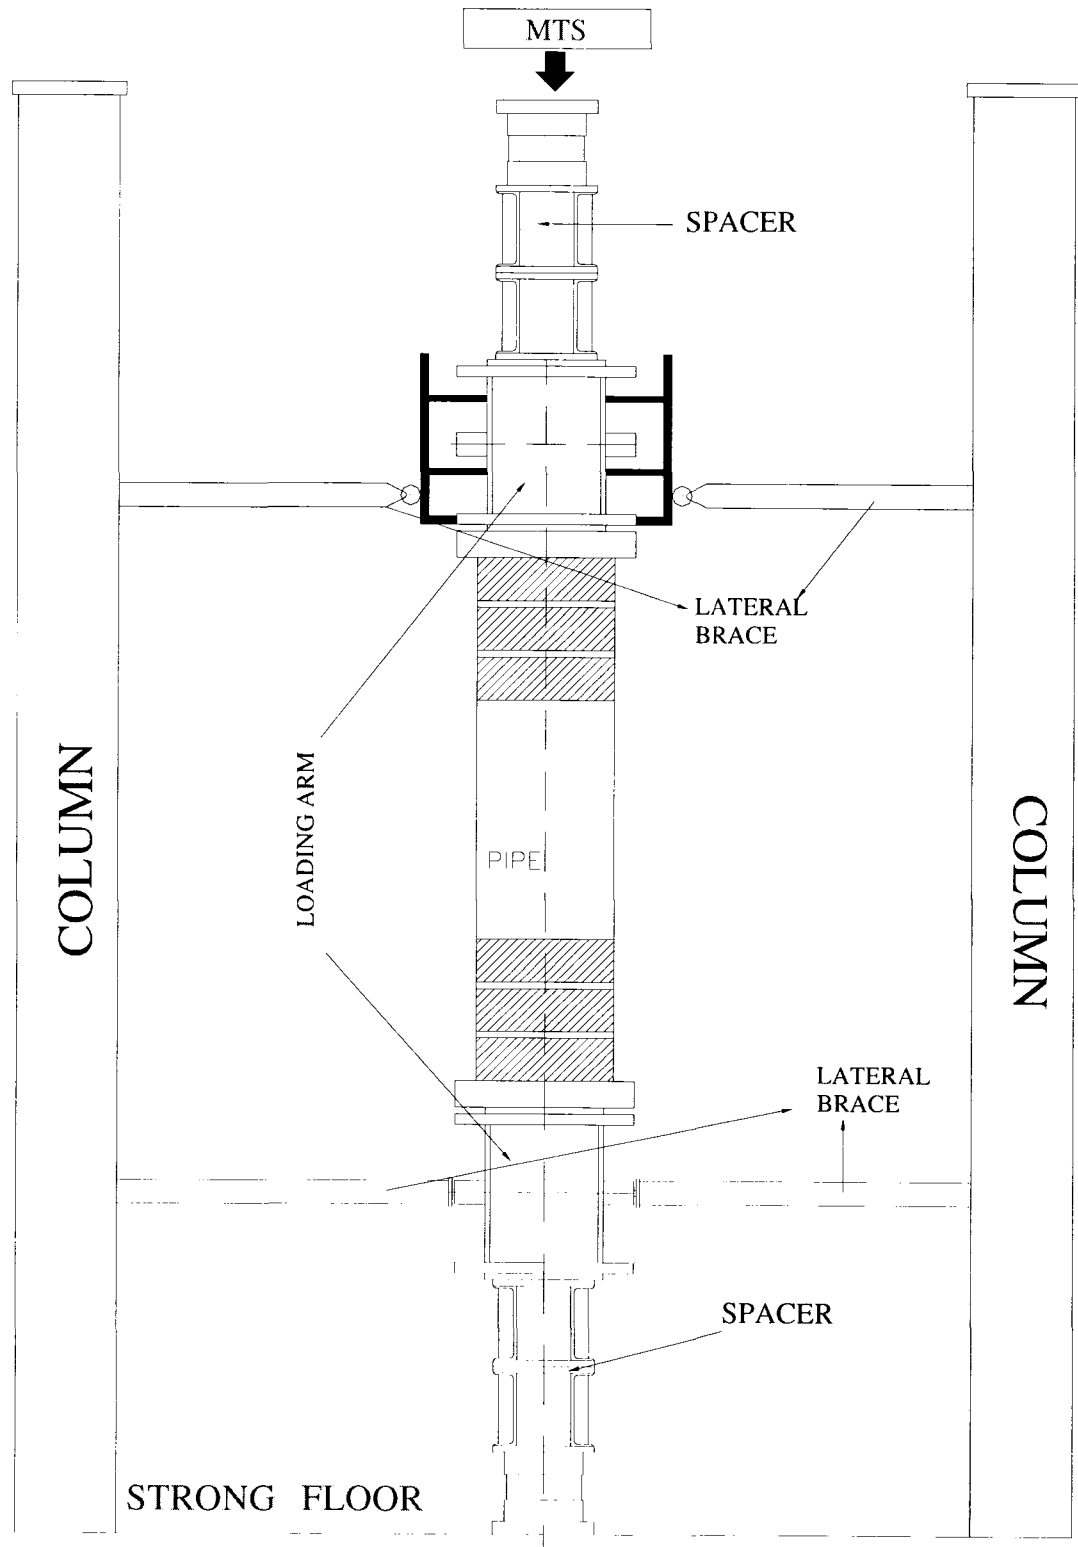 MTS
SPACER
LATERAL
BRACE
LOADING ARM
COLUMN
COLUMN
PIPE
LATERAL
BRACE
SPACER
STRONG FLOOR